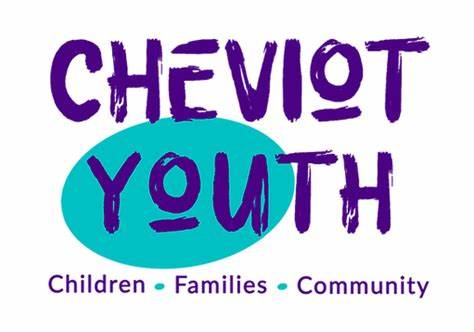 CHEVIOT
YOUTH
Children • Families • Community